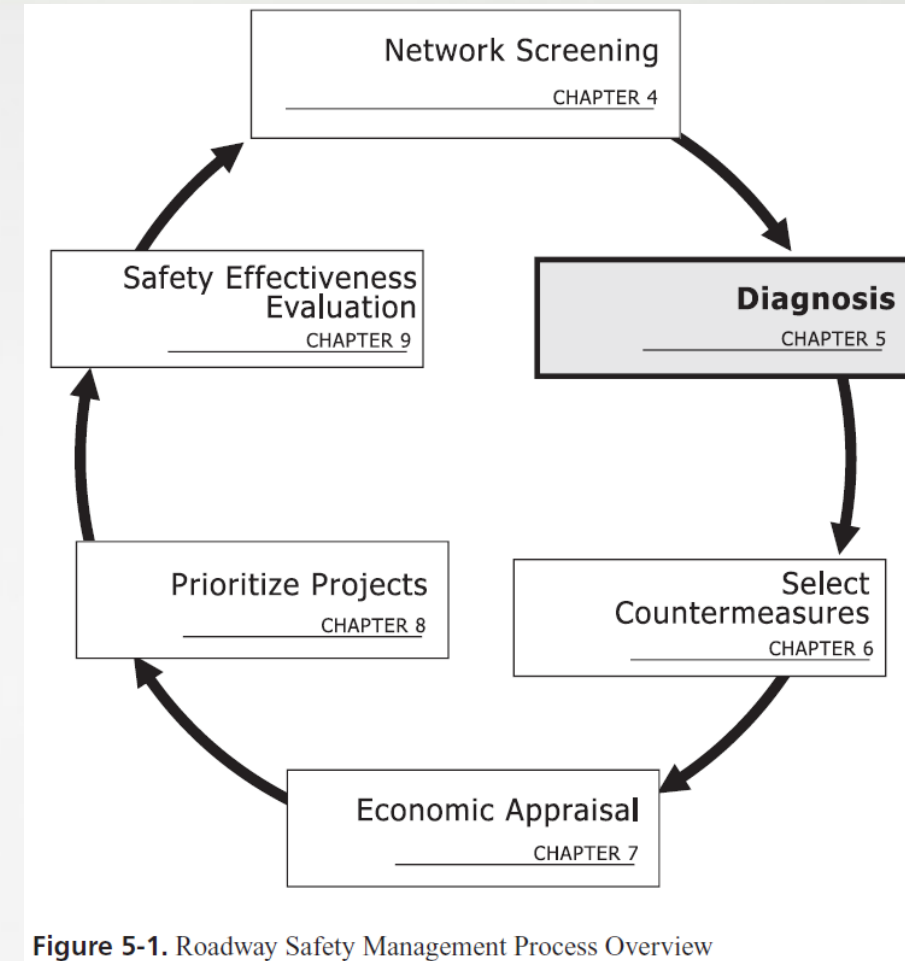 Network Screening
CHAPTER 4
Diagnosis
CHAPTER 5
Select
Countermeasures
CHAPTER 6
Economic Appraisal
CHAPTER 7
Prioritize Projects
CHAPTER 8
Safety Effectiveness
Evaluation
CHAPTER 9
Figure 5-1. Roadway Safety Management Process Overview